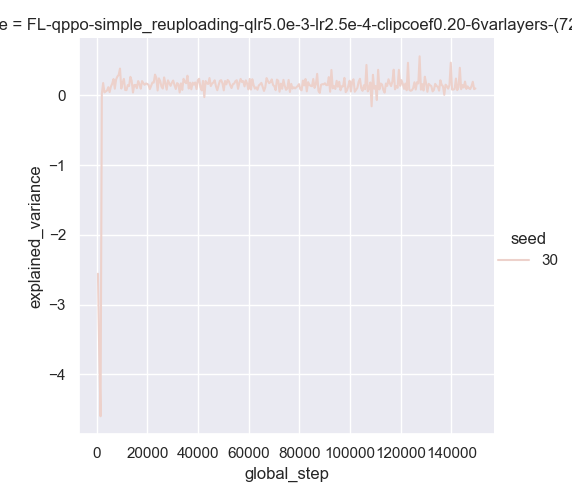 e = FL-qppo-simple_reuploading-qlr5.0e-3-lr2.5e-4-clipcoef0.20-6varlayers-(72
0
−1
−2
−3
−4
explained_variance
0 20000 40000 60000 80000 100000 120000 140000
global_step
seed
30